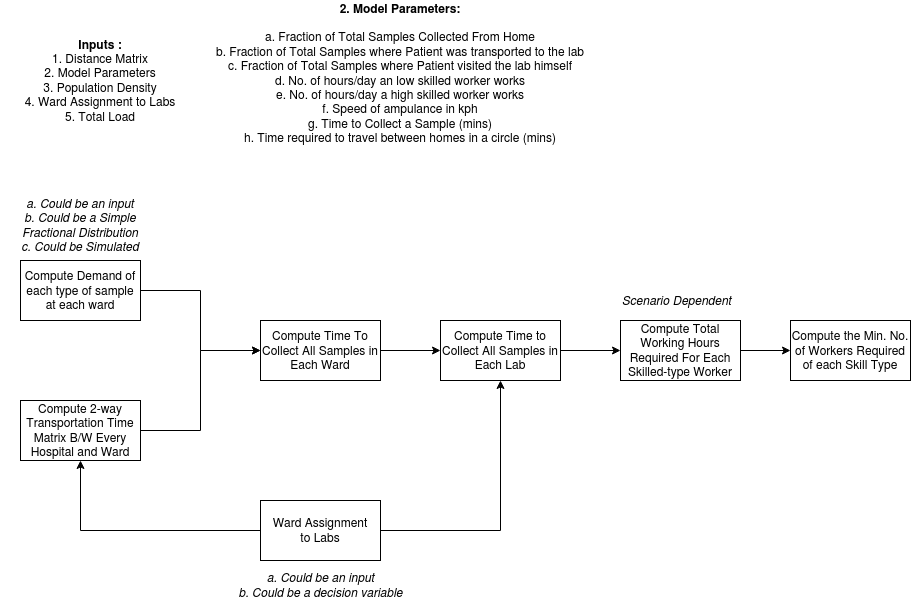 2. Model Parameters:
a. Fraction of Total Samples Collected From Home
b. Fraction of Total Samples where Patient was transported to the lab
c. Fraction of Total Samples where Patient visited the lab himself
d. No. of hours/day an low skilled worker works
e. No. of hours/day a high skilled worker works
f. Speed of ampulance in kph
g. Time to Collect a Sample (mins)
h. Time required to travel between homes in a circle (mins)
Inputs :
1. Distance Matrix
2. Model Parameters
3. Population Density
4. Ward Assignment to Labs
5. Total Load
a. Could be an input
b. Could be a Simple
Fractional Distribution
c. Could be Simulated
Compute Demand of
each type of sample
at each ward
Compute 2-way
Transportation Time
Matrix B/W Every
Hospital and Ward
Compute Time To
Collect All Samples in
Each Ward
Compute Time to
Collect All Samples in
Each Lab
Scenario Dependent
Compute Total
Working Hours
Required For Each
Skilled-type Worker
Compute the Min. No.
of Workers Required
of each Skill Type
Ward Assignment
to Labs
a. Could be an input
b. Could be a decision variable